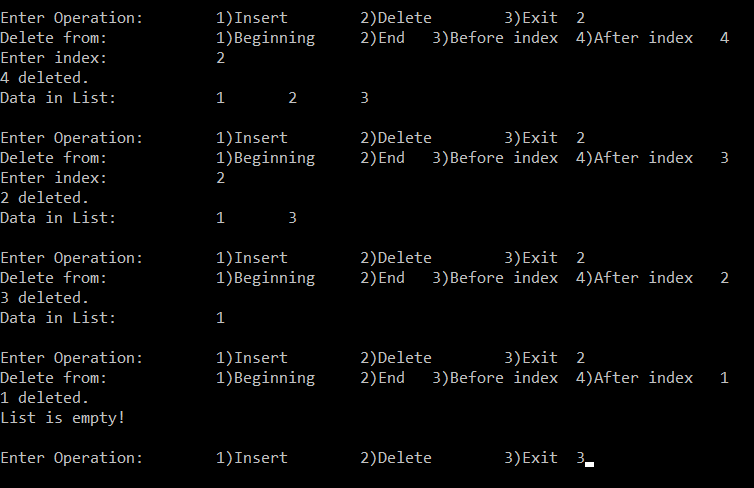 Enter Operation: 1)Insert 2)Delete 3)Exit 2
Delete from: 1)Beginning 2)End 3)Before index 4)After index 4
Enter index: 2
4 deleted.
Data in List: 1 2 3
Enter Operation: 1)Insert 2)Delete 3)Exit 2
Delete from: 1)Beginning 2)End 3)Before index 4)After index 3
Enter index: 2
2 deleted.
Data in List: 1 3
Enter Operation: 1)Insert 2)Delete 3)Exit 2
Delete from: 1)Beginning 2)End 3)Before index 4)After index 2
3 deleted.
Data in List: 1
Enter Operation: 1)Insert 2)Delete 3)Exit 2
Delete from: 1)Beginning 2)End 3)Before index 4)After index 1
1 deleted.
List is empty!
Enter Operation: 1)Insert 2)Delete 3)Exit 3